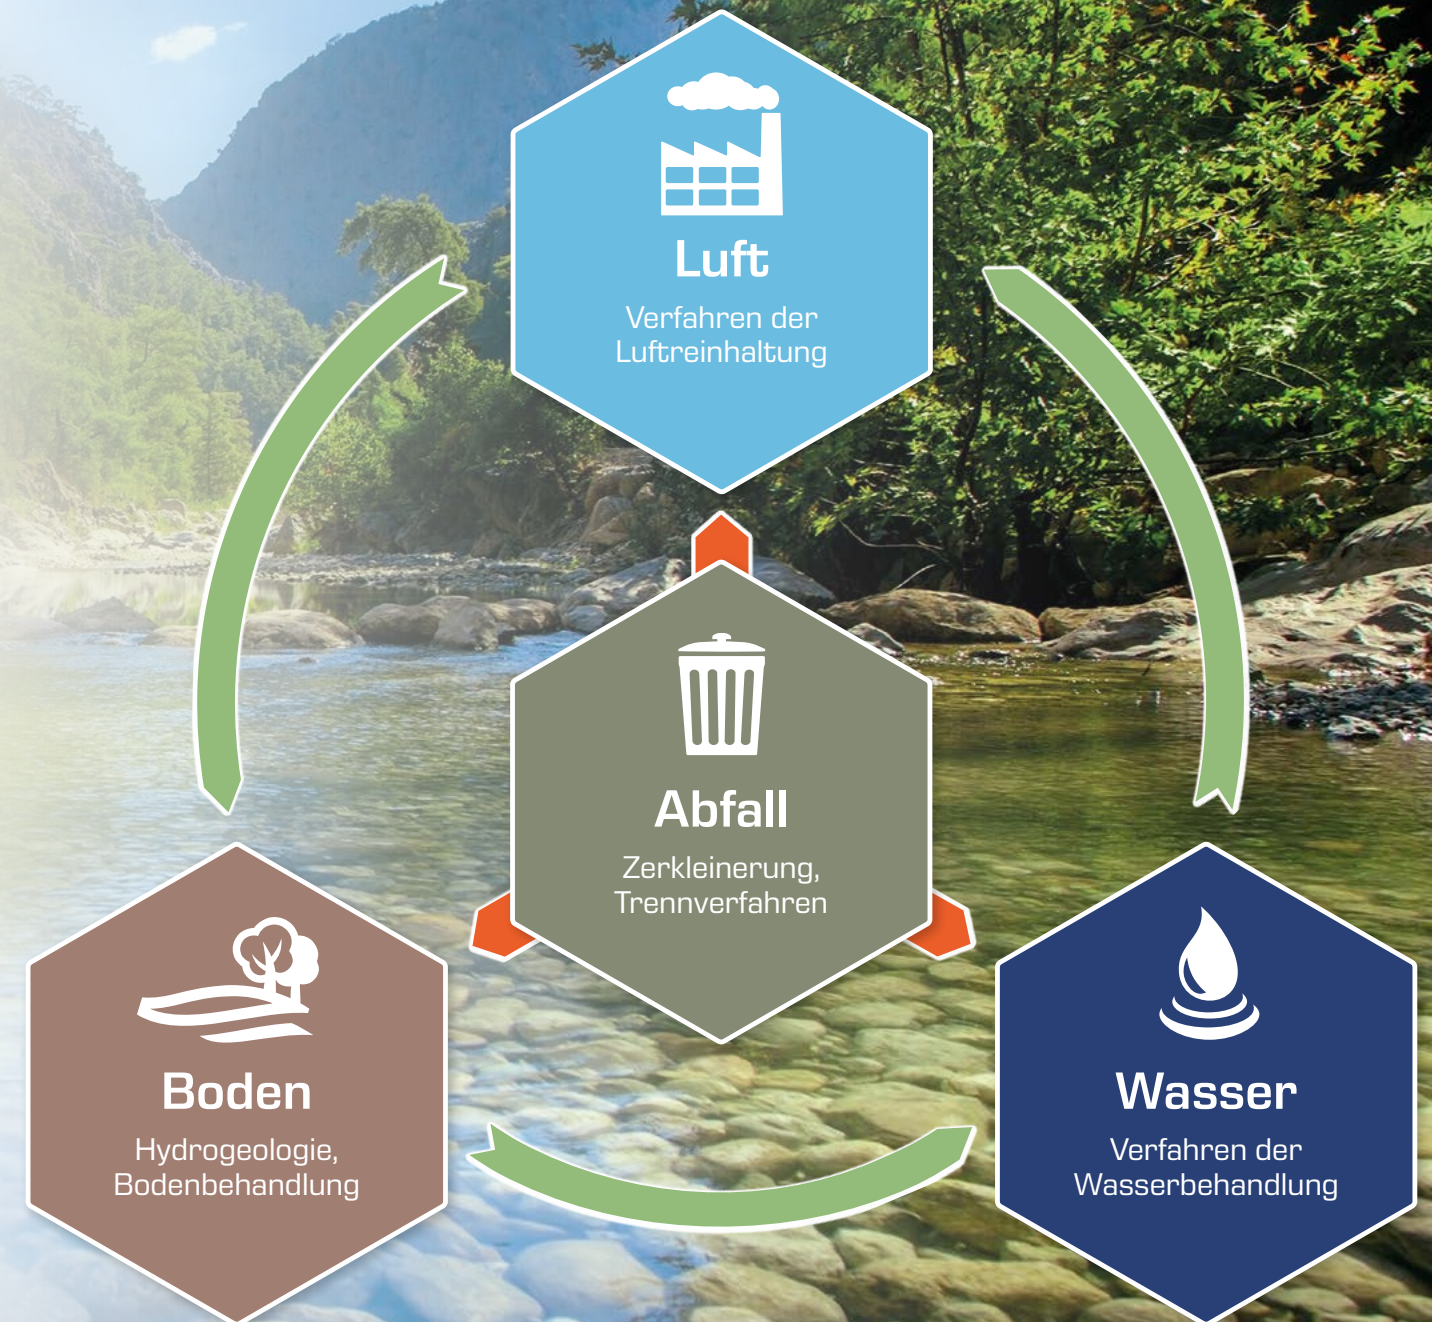 Luft
Verfahren der
Luftreinhaltung
Abfall
Zerkleinerung,
Trennverfahren
Boden
Hydrogeologie,
Bodenbehandlung
Wasser
Verfahren der
Wasserbehandlung